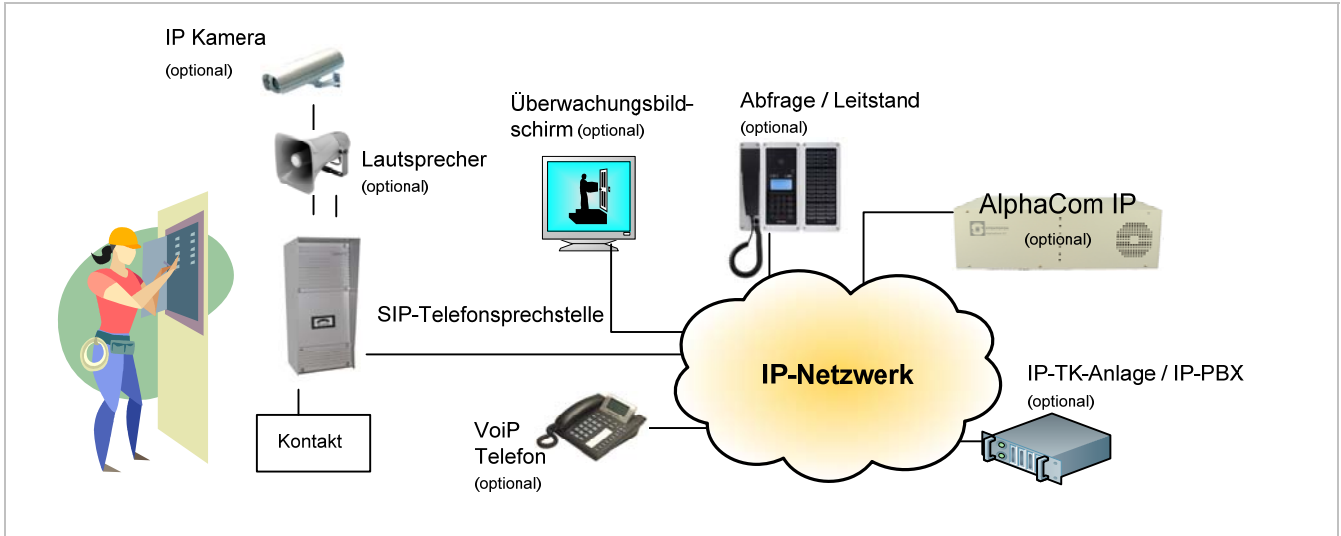 IP Kamera
(optional)
Lautsprecher
(optional)
Überwachungsbild-
schirm (optional)
Abfrage / Leitstand
(optional)
AlphaCom IP
(optional)
SIP-Telefonsprechstelle
IP-Netzwerk
IP-TK-Anlage / IP-PBX
(optional)
Kontakt
VoiP
Telefon
(optional)